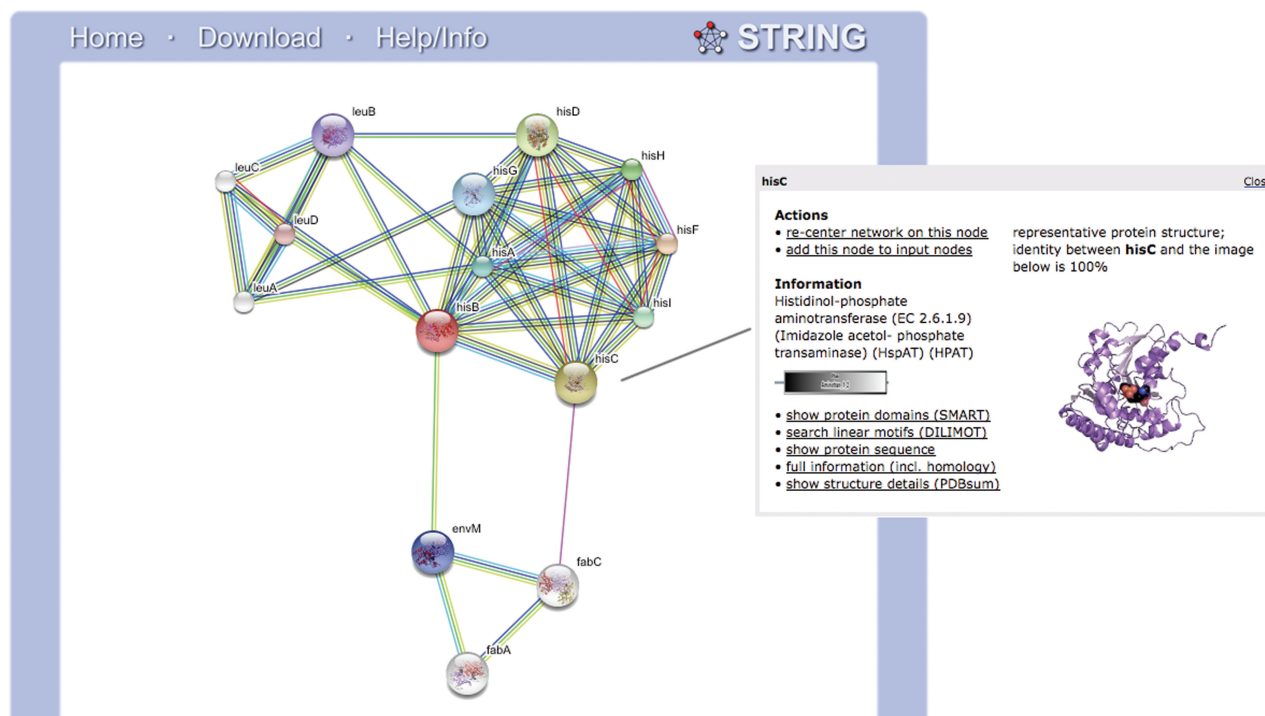 Home · Download · Help/Info
STRING
leuB
hisD
hisH
leuC
hisG
leuD
hisF
hisA
leuA
hisI
hisB
hisC
envM
fabC
fabA
hisC
Clos
Actions
• re-center network on this node
• add this node to input nodes
representative protein structure;
identity between hisC and the image
below is 100%
Information
Histidinol-phosphate
aminotransferase (EC 2.6.1.9)
(Imidazole acetol- phosphate
transaminase) (HspAT) (HPAT)
• show protein domains (SMART)
• search linear motifs (DILIMOT)
• show protein sequence
• full information (incl. homology)
• show structure details (PDBsum)